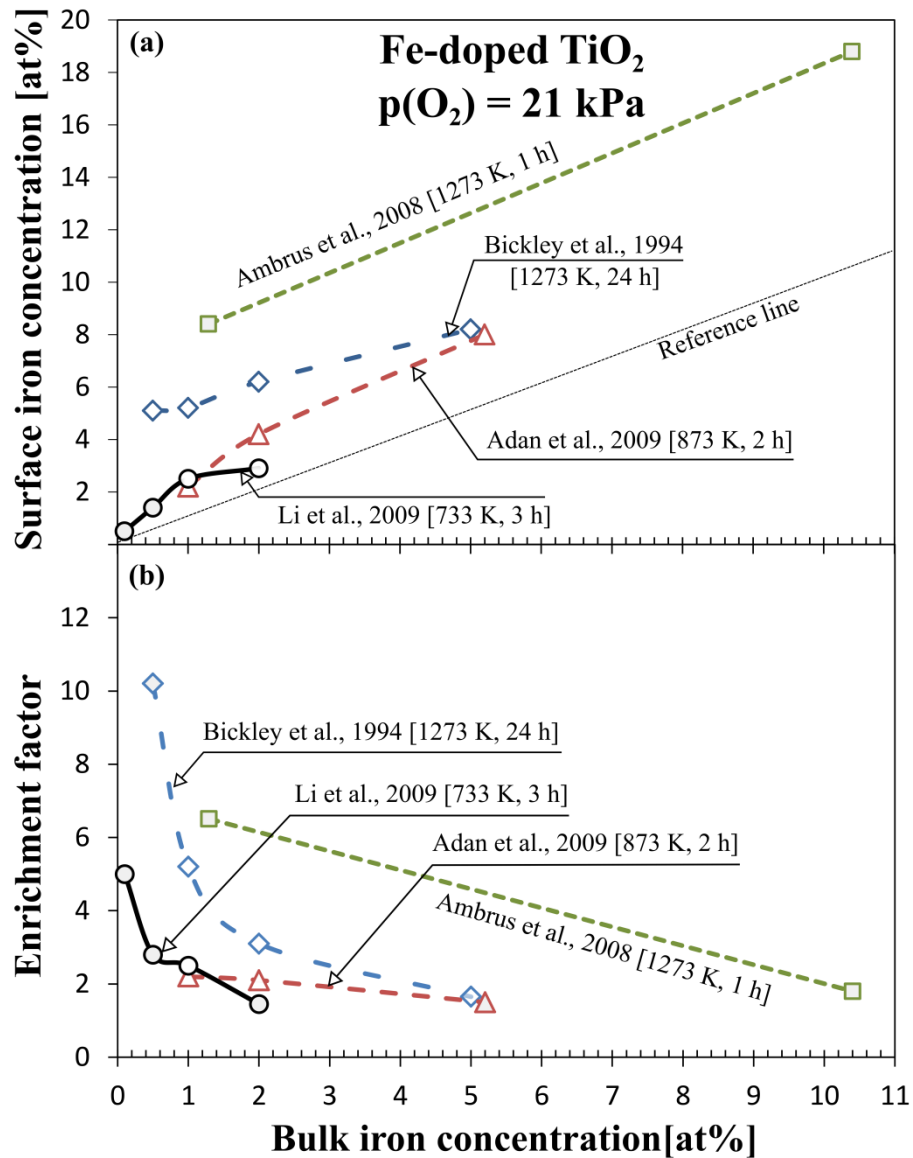 (a)
Fe-doped TiO₂
p(O₂) = 21 kPa
Surface iron concentration [at%]
20
18
16
14
12
10
8
6
4
2
Ambrus et al., 2008 [1273 K, 1 h]
Bickley et al., 1994
[1273 K, 24 h]
Reference line
Adan et al., 2009 [873 K, 2 h]
Li et al., 2009 [733 K, 3 h]
(b)
Enrichment factor
12
10
8
6
4
2
0
Bickley et al., 1994 [1273 K, 24 h]
Li et al., 2009 [733 K, 3 h]
Adan et al., 2009 [873 K, 2 h]
Ambrus et al., 2008 [1273 K, 1 h]
0 1 2 3 4 5 6 7 8 9 10 11
Bulk iron concentration[at%]